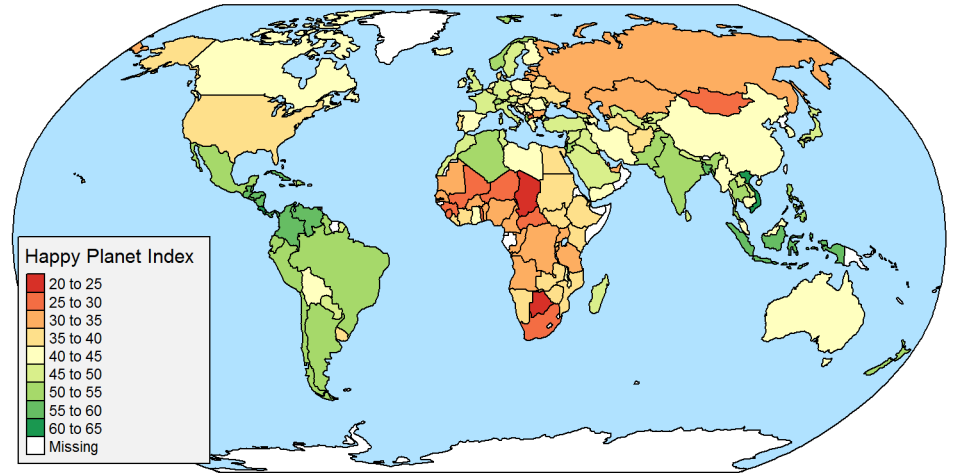 Happy Planet Index
20 to 25
25 to 30
30 to 35
35 to 40
40 to 45
45 to 50
50 to 55
55 to 60
60 to 65
Missing